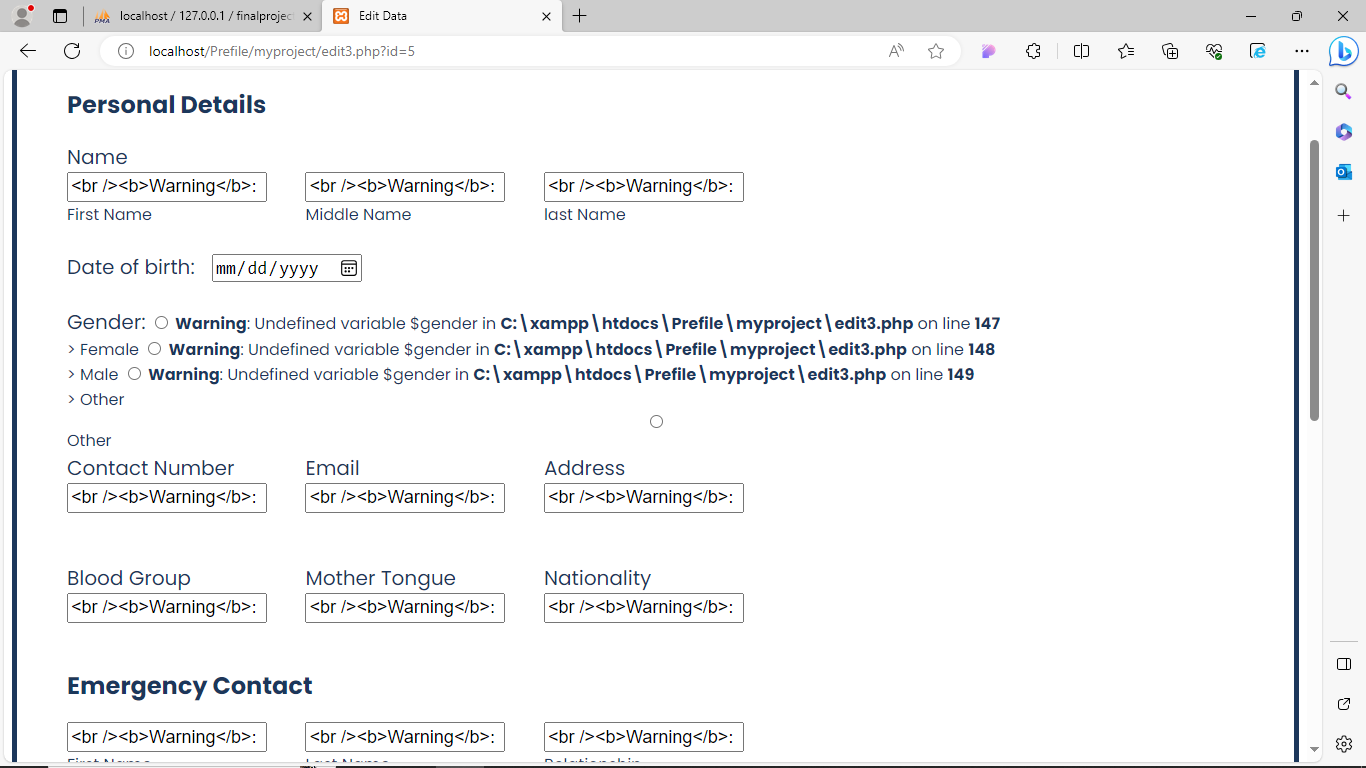 localhost / 127.0.0.1 / finalproject
Edit Data
localhost/Prefile/myproject/edit3.php?id=5
Personal Details
Name
<br /><b>Warning</b>: <br /><b>Warning</b>: <br /><b>Warning</b>:
First Name Middle Name last Name
Date of birth: mm/dd/yyyy
Gender: Warning: Undefined variable $gender in C:\xampp\htdocs\Prefile\myproject\edit3.php on line 147
> Female Warning: Undefined variable $gender in C:\xampp\htdocs\Prefile\myproject\edit3.php on line 148
> Male Warning: Undefined variable $gender in C:\xampp\htdocs\Prefile\myproject\edit3.php on line 149
> Other
Other
Contact Number Email Address
<br /><b>Warning</b>: <br /><b>Warning</b>: <br /><b>Warning</b>:
Blood Group Mother Tongue Nationality
<br /><b>Warning</b>: <br /><b>Warning</b>: <br /><b>Warning</b>:
Emergency Contact
<br /><b>Warning</b>: <br /><b>Warning</b>: <br /><b>Warning</b>:
First Name Last Name Relationship